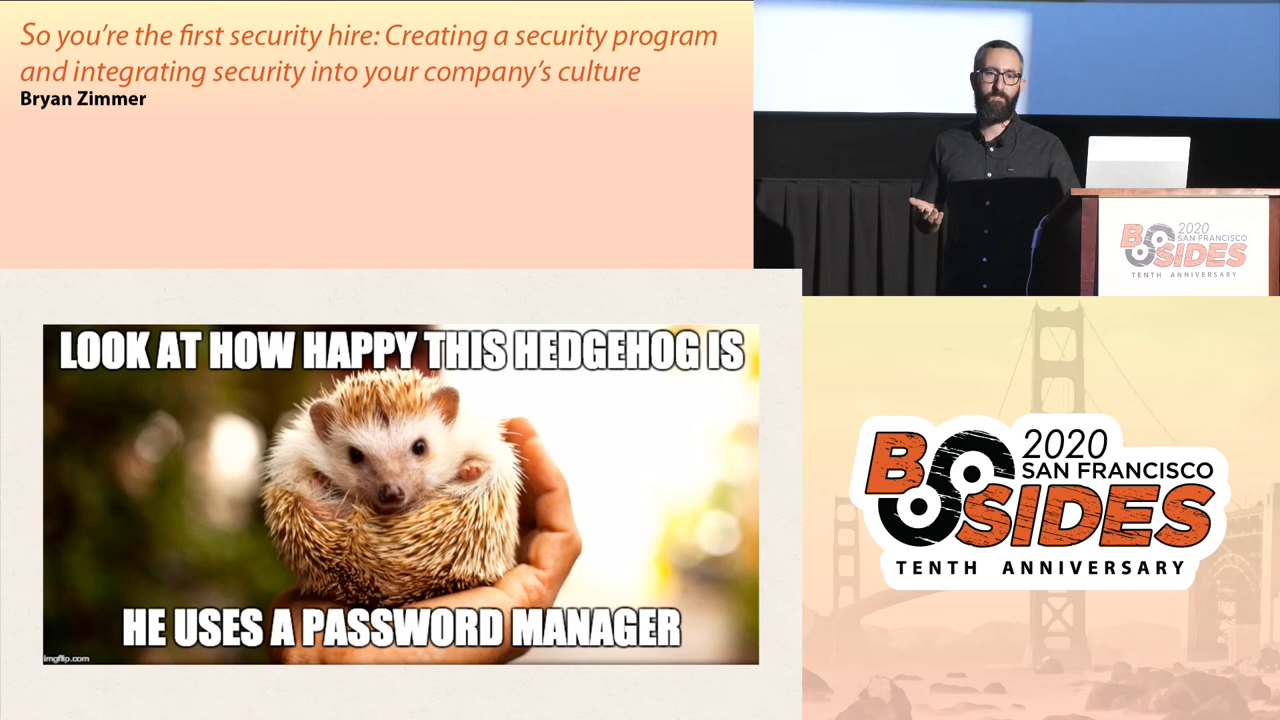 So you're the first security hire: Creating a security program
and integrating security into your company's culture
Bryan Zimmer
2020
SAN FRANCISCO
BSIDES
TENTH ANNIVERSARY
LOOK AT HOW HAPPY THIS HEDGEHOG IS
HE USES A PASSWORD MANAGER
imgflip.com
2020
SAN FRANCISCO
BSIDES
TENTH ANNIVERSARY